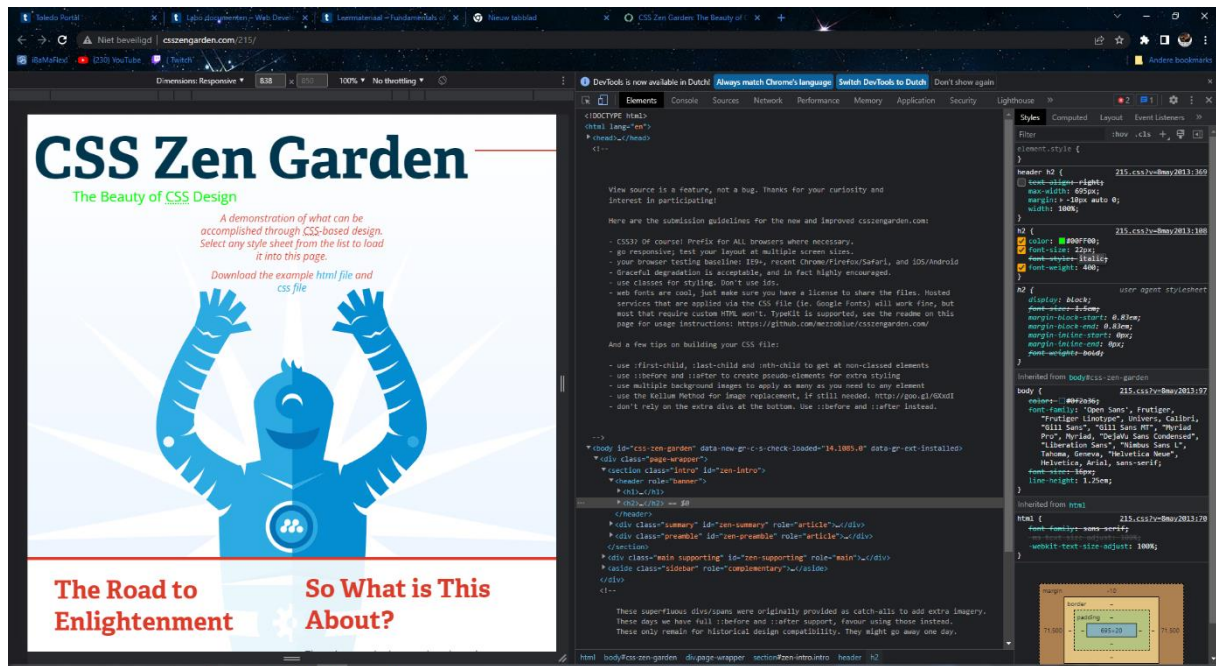 Toledo Portal
Labo documenten – Web Devel
Leermateriaal – Fundamentals of
Nieuw tabblad
CSS Zen Garden: The Beauty of
Niet beveiligd | csszengarden.com/215/
iBaMaFlex!
(230) YouTube
(Twitch)
Andere bookmarks
Dimensions: Responsive
838 × 850
100%
No throttling
DevTools is now available in Dutch!
Always match Chrome's language
Switch DevTools to Dutch
Don't show again
Elements
Console
Sources
Network
Performance
Memory
Application
Security
Lighthouse
2
1
CSS Zen Garden
The Beauty of CSS Design
A demonstration of what can be
accomplished through CSS-based design.
Select any style sheet from the list to load
it into this page.
Download the example html file and
css file
The Road to
Enlightenment
So What is This
About?
<!DOCTYPE html>
<html lang="en">
<head>…</head>
<!--
View source is a feature, not a bug. Thanks for your curiosity and
interest in participating!
Here are the submission guidelines for the new and improved csszengarden.com:
- CSS3? Of course! Prefix for ALL browsers where necessary.
- go responsive; test your layout at multiple screen sizes.
- your browser testing baseline: IE9+, recent Chrome/Firefox/Safari, and iOS/Android
- Graceful degradation is acceptable, and in fact highly encouraged.
- use classes for styling. Don't use ids.
- web fonts are cool, just make sure you have a license to share the files. Hosted
services that are applied via the CSS file (ie. Google Fonts) will work fine, but
most that require custom HTML won't. TypeKit is supported, see the readme on this
page for usage instructions: https://github.com/mezzoblue/csszengarden.com/
And a few tips on building your CSS file:
- use :first-child, :last-child and :nth-child to get at non-classed elements
- use ::before and ::after to create pseudo-elements for extra styling
- use multiple background images to apply as many as you need to any element
- use the Kellum Method for image replacement, if still needed. http://goo.gl/GXxdI
- don't rely on the extra divs at the bottom. Use ::before and ::after instead.
-->
<body id="css-zen-garden" data-new-gr-c-s-check-loaded="14.1085.0" data-gr-ext-installed>
<div class="page-wrapper">
<section class="intro" id="zen-intro">
<header role="banner">
<h1>…</h1>
<h2>…</h2> == $0
</header>
<div class="summary" id="zen-summary" role="article">…</div>
<div class="preamble" id="zen-preamble" role="article">…</div>
</section>
<div class="main supporting" id="zen-supporting" role="main">…</div>
<aside class="sidebar" role="complementary">…</aside>
</div>
<!--
These superfluous divs/spans were originally provided as catch-alls to add extra imagery.
These days we have full ::before and ::after support, favour using those instead.
These only remain for historical design compatibility. They might go away one day.
html body#css-zen-garden div.page-wrapper section#zen-intro.intro header h2
Styles
Computed
Layout
Event Listeners
Filter
:hov .cls
element.style {
}
header h2 { 215.css?v=8may2013:369
text-align: right;
max-width: 695px;
margin: -10px auto 0;
width: 100%;
}
h2 { 215.css?v=8may2013:108
color: #00FF00;
font-size: 22px;
font-style: italic;
font-weight: 400;
}
h2 { user agent stylesheet
display: block;
font-size: 1.5em;
margin-block-start: 0.83em;
margin-block-end: 0.83em;
margin-inline-start: 0px;
margin-inline-end: 0px;
font-weight: bold;
}
Inherited from body#css-zen-garden
body { 215.css?v=8may2013:97
color: #0f2a36;
font-family: 'Open Sans', Frutiger,
"Frutiger Linotype", Univers, Calibri,
"Gill Sans", "Gill Sans MT", "Myriad
Pro", Myriad, "DejaVu Sans Condensed",
"Liberation Sans", "Nimbus Sans L",
Tahoma, Geneva, "Helvetica Neue",
Helvetica, Arial, sans-serif;
font-size: 16px;
line-height: 1.25em;
}
Inherited from html
html { 215.css?v=8may2013:70
font-family: sans-serif;
-ms-text-size-adjust: 100%;
-webkit-text-size-adjust: 100%;
}
margin
-10
border
padding
71.500
695×20
71.500